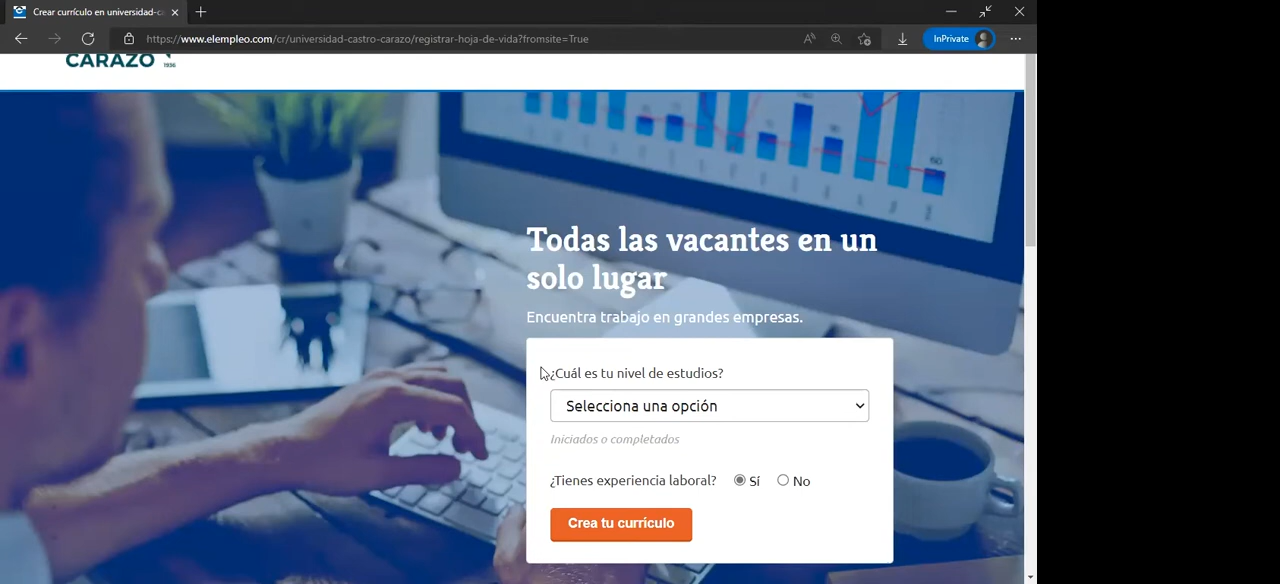 Crear currículo en universidad-c
https://www.elempleo.com/cr/universidad-castro-carazo/registrar-hoja-de-vida?fromsite=True
InPrivate
CARAZO
1936
Todas las vacantes en un
solo lugar
Encuentra trabajo en grandes empresas.
¿Cuál es tu nivel de estudios?
Selecciona una opción
Iniciados o completados
¿Tienes experiencia laboral? Sí No
Crea tu currículo